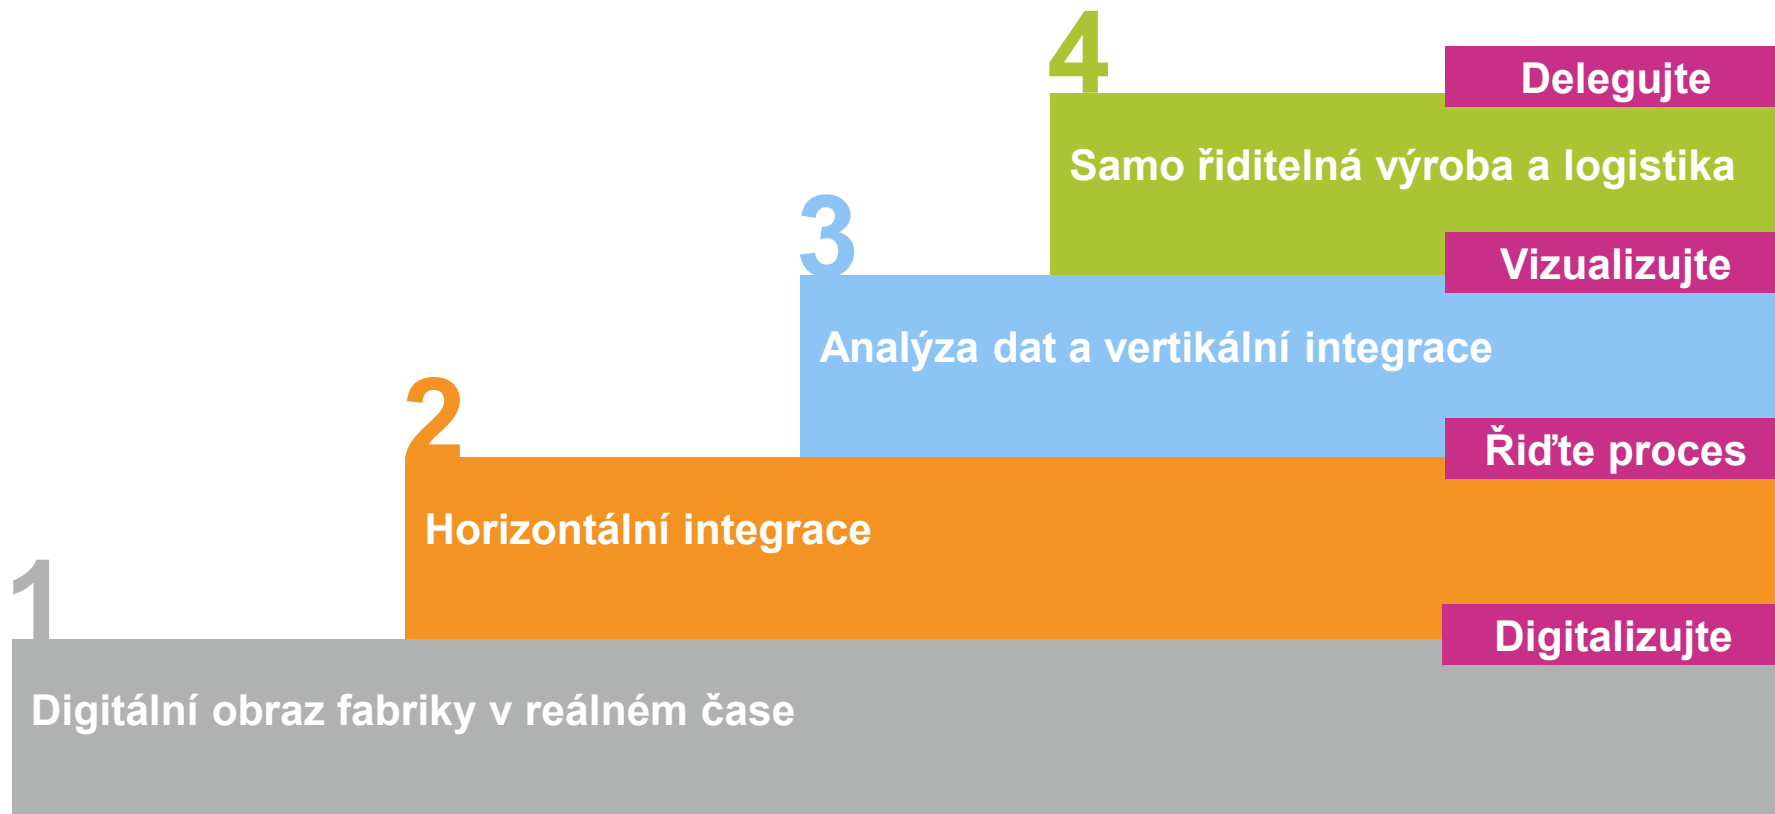 4
Delegujte
Samo řiditelná výroba a logistika
3
Vizualizujte
Analýza dat a vertikální integrace
2
Řiďte proces
Horizontální integrace
1
Digitalizujte
Digitální obraz fabriky v reálném čase